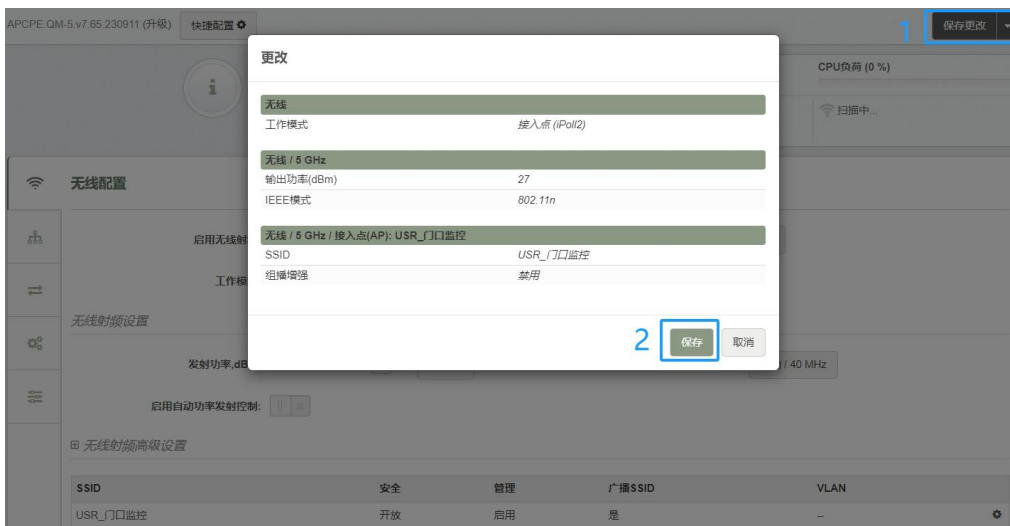 APCPE.QM-5.v7.65.230911 (升级) 快捷配置
1 保存更改
更改
CPU负荷 (0 %)
扫描中...
无线
工作模式 接入点 (iPoll2)
无线 / 5 GHz
输出功率(dBm) 27
IEEE模式 802.11n
无线配置
无线 / 5 GHz / 接入点(AP): USR_门口监控
启用无线射
SSID USR_门口监控
组播增强 禁用
工作模
无线射频设置
2 保存 取消
发射功率,dB / 40 MHz
启用自动功率发射控制:
无线射频高级设置
SSID 安全 管理 广播SSID VLAN
USR_门口监控 开放 启用 是 –